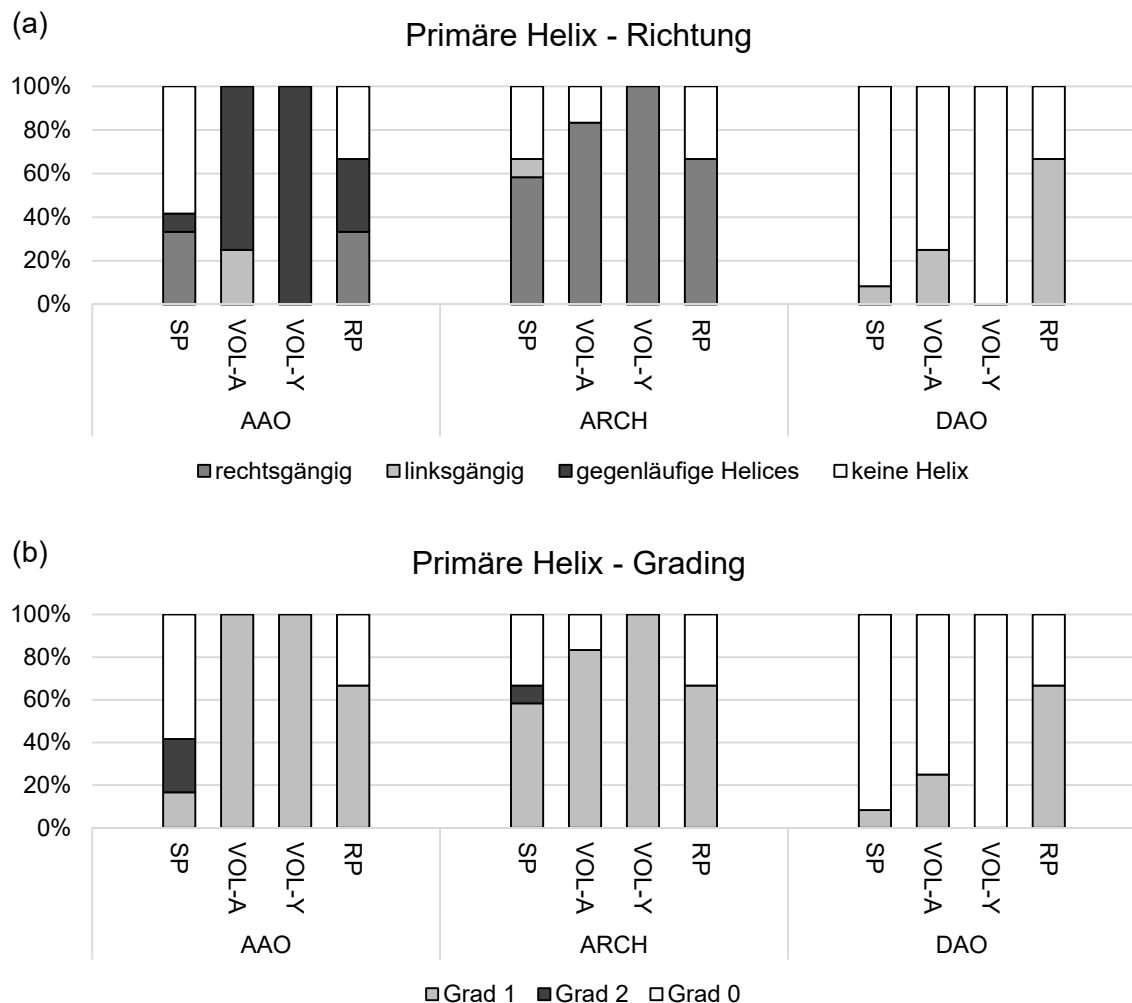 (a)
Primäre Helix - Richtung
100%
80%
60%
40%
20%
0%
SP VOL-A VOL-Y RP SP VOL-A VOL-Y RP SP VOL-A VOL-Y RP
AAO ARCH DAO
rechtsgängig linksgängig gegenläufige Helices keine Helix
(b)
Primäre Helix - Grading
100%
80%
60%
40%
20%
0%
SP VOL-A VOL-Y RP SP VOL-A VOL-Y RP SP VOL-A VOL-Y RP
AAO ARCH DAO
Grad 1 Grad 2 Grad 0